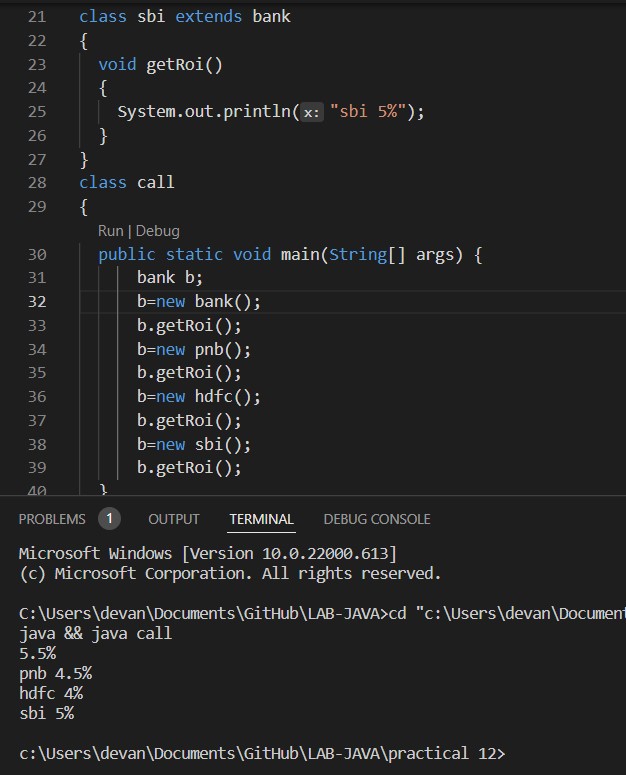 21 class sbi extends bank
22 {
23 void getRoi()
24 {
25 System.out.println(x: "sbi 5%");
26 }
27 }
28 class call
29 {
Run | Debug
30 public static void main(String[] args) {
31 bank b;
32 b=new bank();
33 b.getRoi();
34 b=new pnb();
35 b.getRoi();
36 b=new hdfc();
37 b.getRoi();
38 b=new sbi();
39 b.getRoi();
40 }
PROBLEMS 1 OUTPUT TERMINAL DEBUG CONSOLE
Microsoft Windows [Version 10.0.22000.613]
(c) Microsoft Corporation. All rights reserved.
C:\Users\devan\Documents\GitHub\LAB-JAVA>cd "c:\Users\devan\Document
java && java call
5.5%
pnb 4.5%
hdfc 4%
sbi 5%
c:\Users\devan\Documents\GitHub\LAB-JAVA\practical 12>